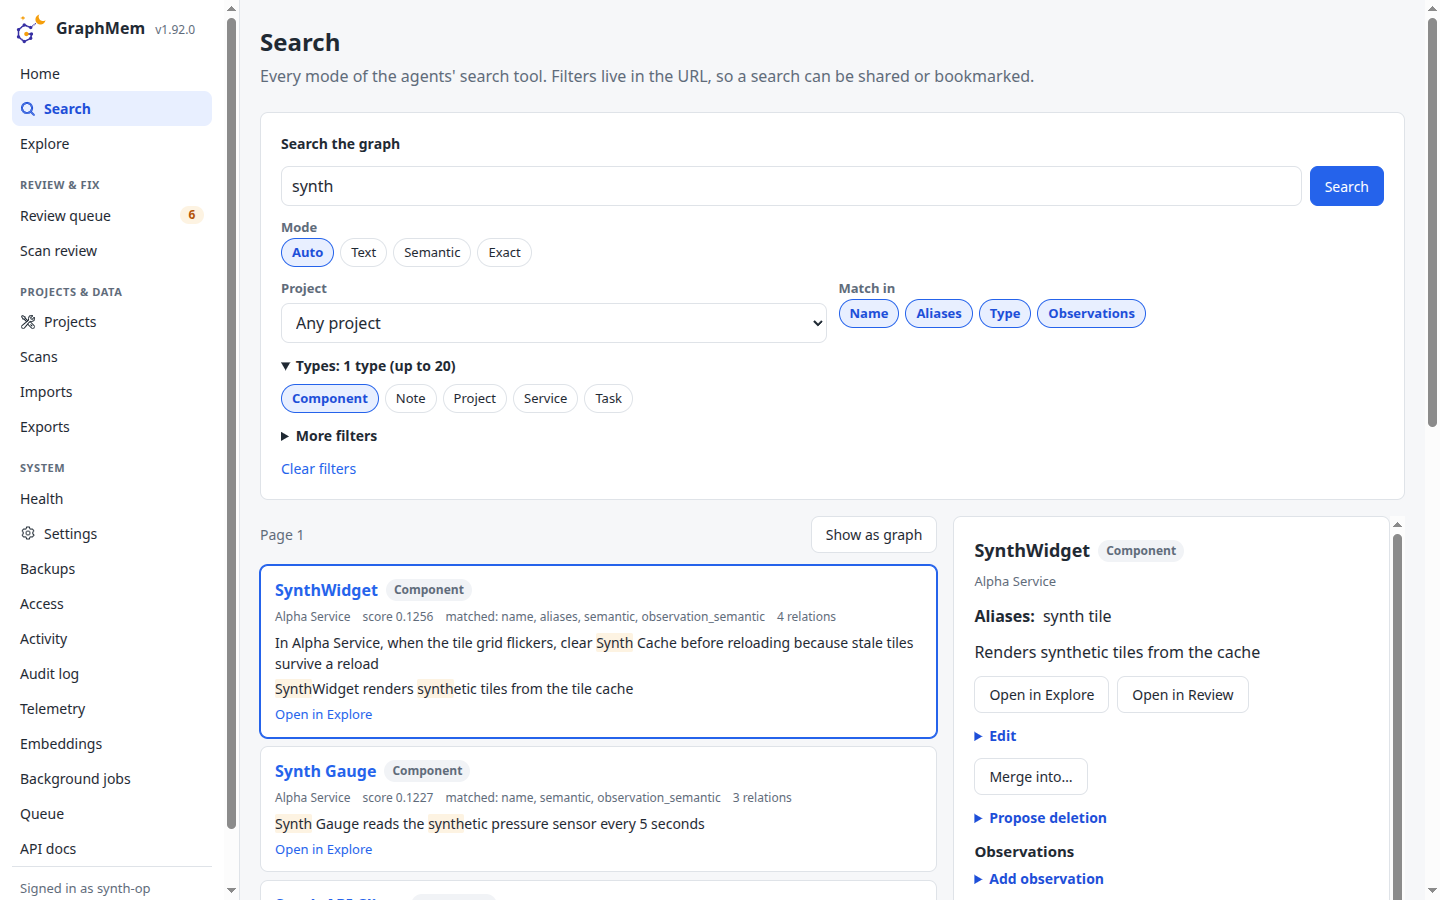 GraphMem v1.92.0
Home
Search
Explore
REVIEW & FIX
Review queue 6
Scan review
PROJECTS & DATA
Projects
Scans
Imports
Exports
SYSTEM
Health
Settings
Backups
Access
Activity
Audit log
Telemetry
Embeddings
Background jobs
Queue
API docs
Signed in as synth-op
Search
Every mode of the agents' search tool. Filters live in the URL, so a search can be shared or bookmarked.
Search the graph
synth Search
Mode
Auto Text Semantic Exact
Project Match in
Any project Name Aliases Type Observations
Types: 1 type (up to 20)
Component Note Project Service Task
More filters
Clear filters
Page 1 Show as graph
SynthWidget Component
Alpha Service score 0.1256 matched: name, aliases, semantic, observation_semantic 4 relations
In Alpha Service, when the tile grid flickers, clear Synth Cache before reloading because stale tiles
survive a reload
SynthWidget renders synthetic tiles from the tile cache
Open in Explore
Synth Gauge Component
Alpha Service score 0.1227 matched: name, semantic, observation_semantic 3 relations
Synth Gauge reads the synthetic pressure sensor every 5 seconds
Open in Explore
SynthWidget Component
Alpha Service
Aliases: synth tile
Renders synthetic tiles from the cache
Open in Explore Open in Review
Edit
Merge into...
Propose deletion
Observations
Add observation